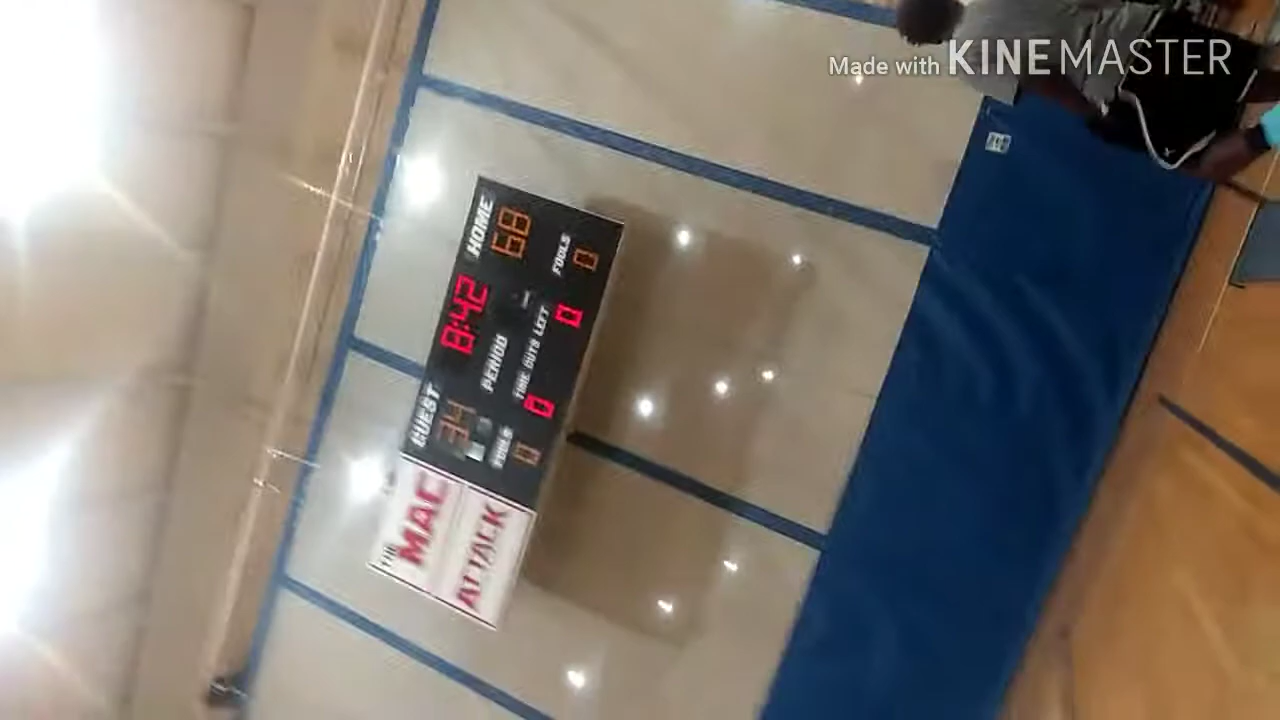 Made with KINEMASTER
GUEST 8:42 HOME
34 PERIOD 68
FOULS TIME OUTS LEFT FOULS
0 0 0 0
THE
MAC
ATTACK